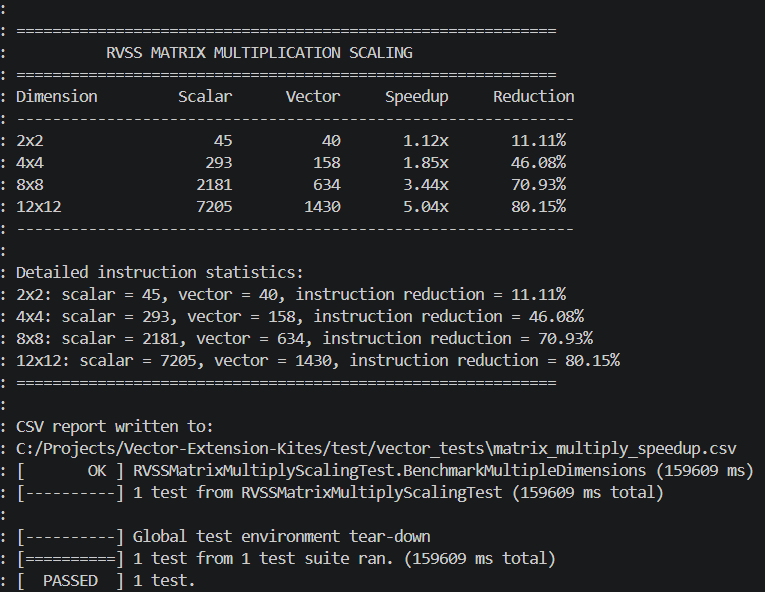 :
: ============================================================
:           RVSS MATRIX MULTIPLICATION SCALING
: ============================================================
: Dimension         Scalar      Vector     Speedup     Reduction
: --------------------------------------------------------------
: 2x2                   45          40       1.12x       11.11%
: 4x4                  293         158       1.85x       46.08%
: 8x8                 2181         634       3.44x       70.93%
: 12x12               7205        1430       5.04x       80.15%
: --------------------------------------------------------------
:
: Detailed instruction statistics:
: 2x2: scalar = 45, vector = 40, instruction reduction = 11.11%
: 4x4: scalar = 293, vector = 158, instruction reduction = 46.08%
: 8x8: scalar = 2181, vector = 634, instruction reduction = 70.93%
: 12x12: scalar = 7205, vector = 1430, instruction reduction = 80.15%
: ============================================================
:
: CSV report written to:
: C:/Projects/Vector-Extension-Kites/test/vector_tests\matrix_multiply_speedup.csv
: [       OK ] RVSSMatrixMultiplyScalingTest.BenchmarkMultipleDimensions (159609 ms)
: [----------] 1 test from RVSSMatrixMultiplyScalingTest (159609 ms total)
:
: [----------] Global test environment tear-down
: [==========] 1 test from 1 test suite ran. (159609 ms total)
: [  PASSED  ] 1 test.